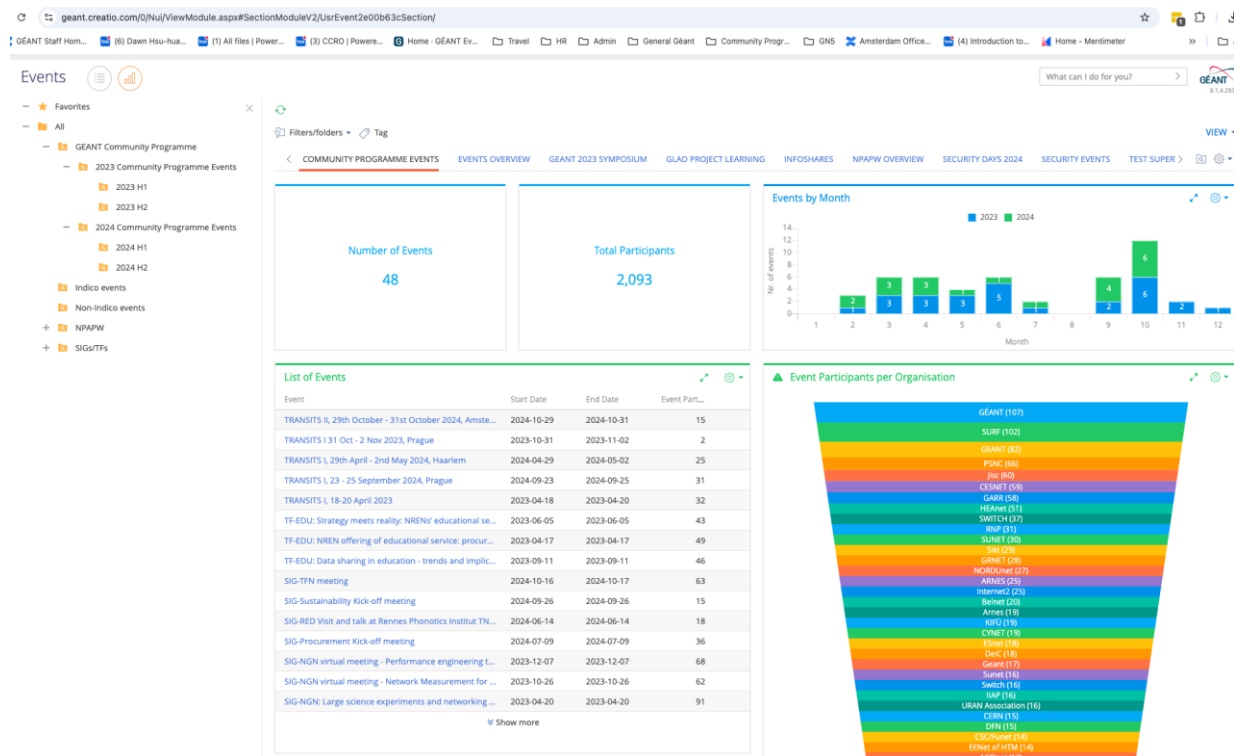 geant.creatio.com/0/Nui/ViewModule.aspx#SectionModuleV2/UsrEvent2e00b63cSection/
GÉANT Staff Hom... (6) Dawn Hsu-hua... (1) All files | Power... (3) CCRO | Powere... Home - GÉANT Ev... Travel HR Admin General Géant Community Progr... GN5 Amsterdam Office... (4) Introduction to... Home - Mentimeter »
Events
What can I do for you?
GÉANT
Favorites
All
GEANT Community Programme
2023 Community Programme Events
2023 H1
2023 H2
2024 Community Programme Events
2024 H1
2024 H2
Indico events
Non-Indico events
NPAPW
SIGs/TFs
Filters/folders Tag
VIEW
COMMUNITY PROGRAMME EVENTS EVENTS OVERVIEW GEANT 2023 SYMPOSIUM GLAD PROJECT LEARNING INFOSHARES NPAPW OVERVIEW SECURITY DAYS 2024 SECURITY EVENTS TEST SUPER
Number of Events
48
Total Participants
2,093
Events by Month
2023 2024
Nr. of events
14
12
10
8
6
4
2
0
2 3 3 1 1 4 6
1 3 3 3 5 1 2 6 2 1
1 2 3 4 5 6 7 8 9 10 11 12
Month
List of Events
Event Start Date End Date Event Part...
TRANSITS II, 29th October - 31st October 2024, Amste... 2024-10-29 2024-10-31 15
TRANSITS I 31 Oct - 2 Nov 2023, Prague 2023-10-31 2023-11-02 2
TRANSITS I, 29th April - 2nd May 2024, Haarlem 2024-04-29 2024-05-02 25
TRANSITS I, 23 - 25 September 2024, Prague 2024-09-23 2024-09-25 31
TRANSITS I, 18-20 April 2023 2023-04-18 2023-04-20 32
TF-EDU: Strategy meets reality: NRENs' educational se... 2023-06-05 2023-06-05 43
TF-EDU: NREN offering of educational service: procur... 2023-04-17 2023-04-17 49
TF-EDU: Data sharing in education - trends and implic... 2023-09-11 2023-09-11 46
SIG-TFN meeting 2024-10-16 2024-10-17 63
SIG-Sustainability Kick-off meeting 2024-09-26 2024-09-26 15
SIG-RED Visit and talk at Rennes Phonotics Institut TN... 2024-06-14 2024-06-14 18
SIG-Procurement Kick-off meeting 2024-07-09 2024-07-09 36
SIG-NGN virtual meeting - Performance engineering t... 2023-12-07 2023-12-07 68
SIG-NGN virtual meeting - Network Measurement for ... 2023-10-26 2023-10-26 62
SIG-NGN: Large science experiments and networking ... 2023-04-20 2023-04-20 91
Show more
Event Participants per Organisation
GÉANT (107)
SURF (102)
GEANT (82)
PSNC (66)
Jisc (60)
CESNET (59)
GARR (58)
HEAnet (51)
SWITCH (37)
RNP (31)
SUNET (30)
Sikt (29)
GRNET (28)
NORDUnet (27)
ARNES (25)
Internet2 (25)
Belnet (20)
Arnes (19)
KIFÜ (19)
CYNET (19)
ESnet (18)
DeiC (18)
Geant (17)
Sunet (16)
Switch (16)
IIAP (16)
URAN Association (16)
CERN (15)
DFN (15)
CSC/Funet (14)
EENet of HTM (14)